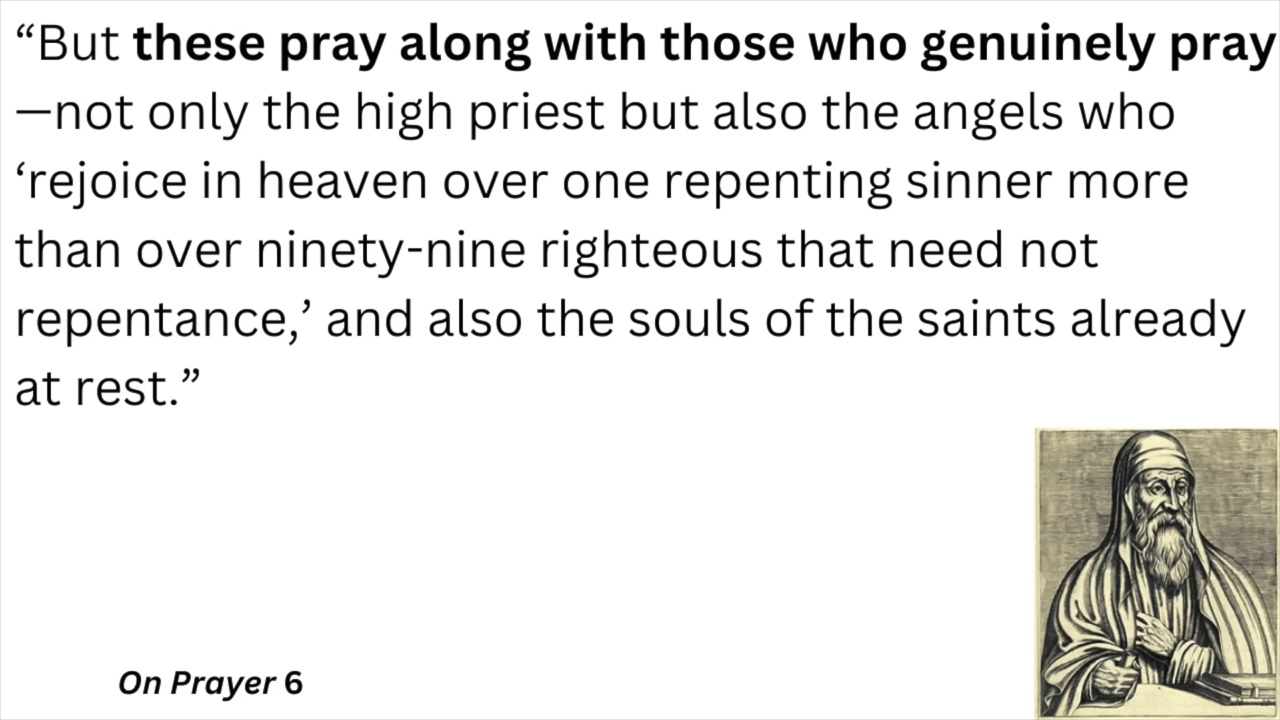 “But these pray along with those who genuinely pray
—not only the high priest but also the angels who
‘rejoice in heaven over one repenting sinner more
than over ninety-nine righteous that need not
repentance,’ and also the souls of the saints already
at rest.”
On Prayer 6